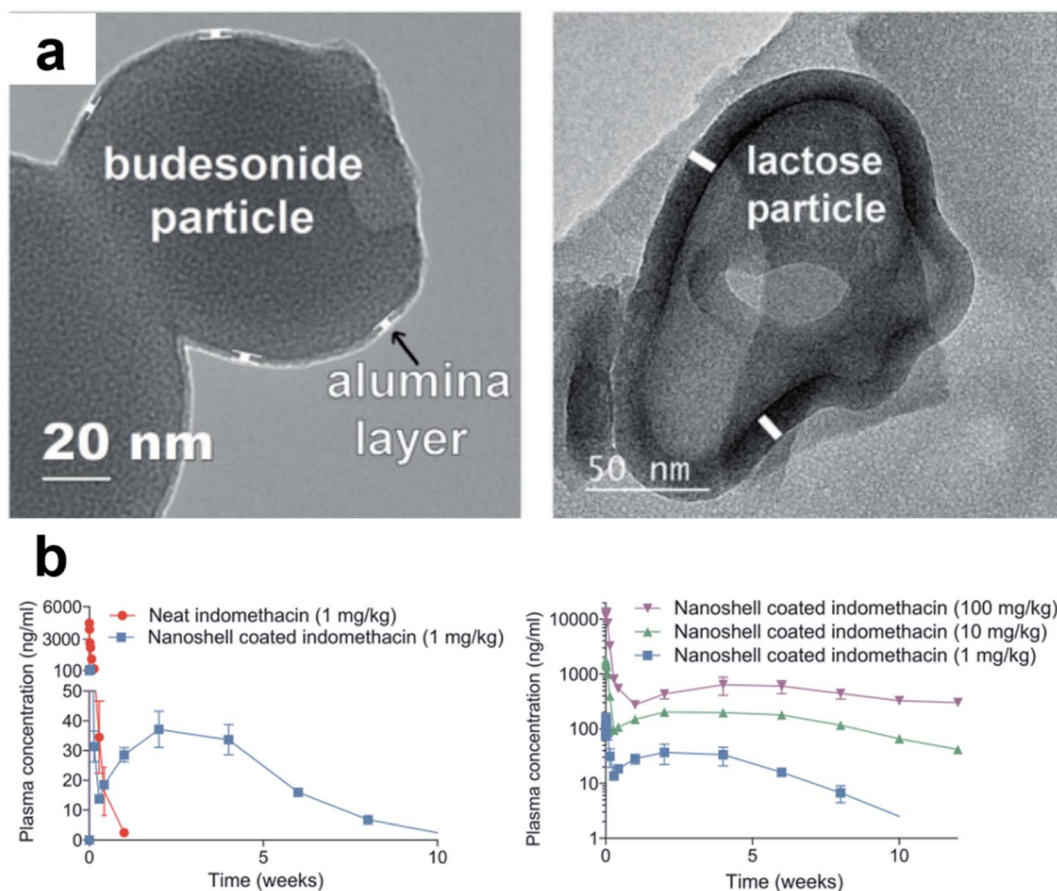 a
budesonide
particle
alumina
layer
20 nm
lactose
particle
50 nm
b
Neat indomethacin (1 mg/kg)
Nanoshell coated indomethacin (1 mg/kg)
Plasma concentration (ng/ml)
6000
3000
100
50
40
30
20
10
0
0
5
10
Time (weeks)
Nanoshell coated indomethacin (100 mg/kg)
Nanoshell coated indomethacin (10 mg/kg)
Nanoshell coated indomethacin (1 mg/kg)
Plasma concentration (ng/ml)
10000
1000
100
10
1
0
5
10
Time (weeks)